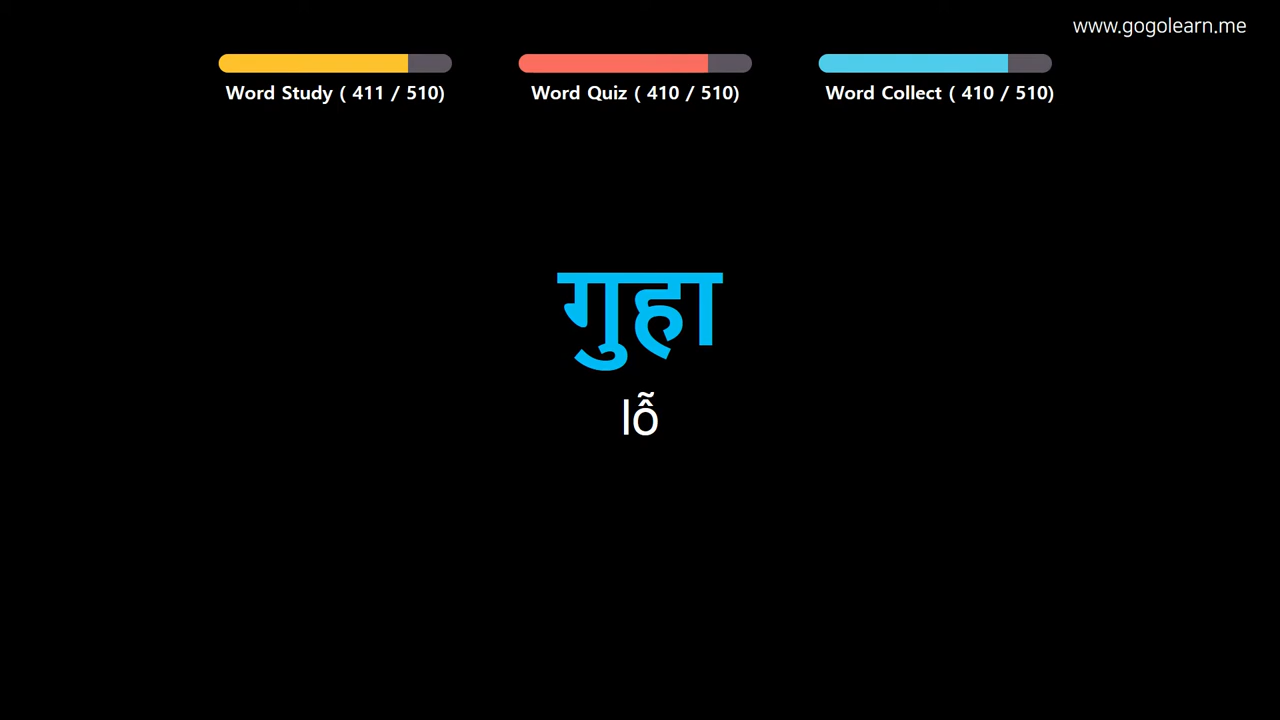 www.gogolearn.me
Word Study ( 411 / 510)
Word Quiz ( 410 / 510)
Word Collect ( 410 / 510)
गुहा
lỗ